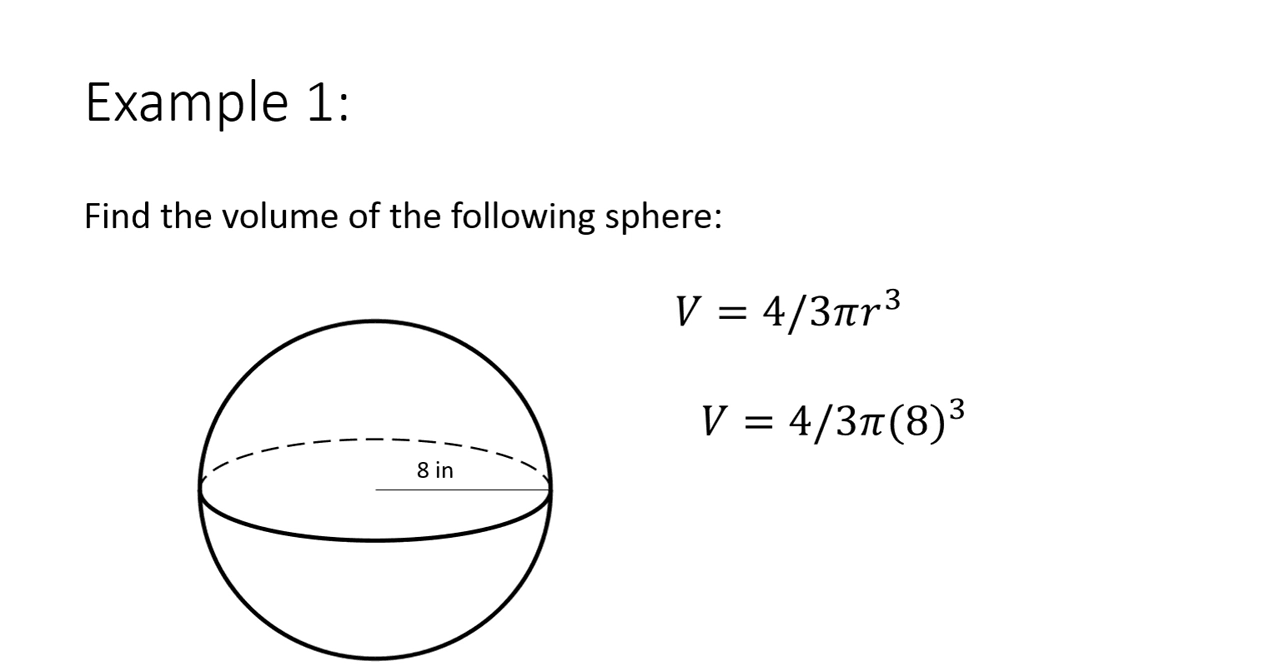 Example 1:
Find the volume of the following sphere:
V = 4/3πr³
V = 4/3π(8)³
8 in